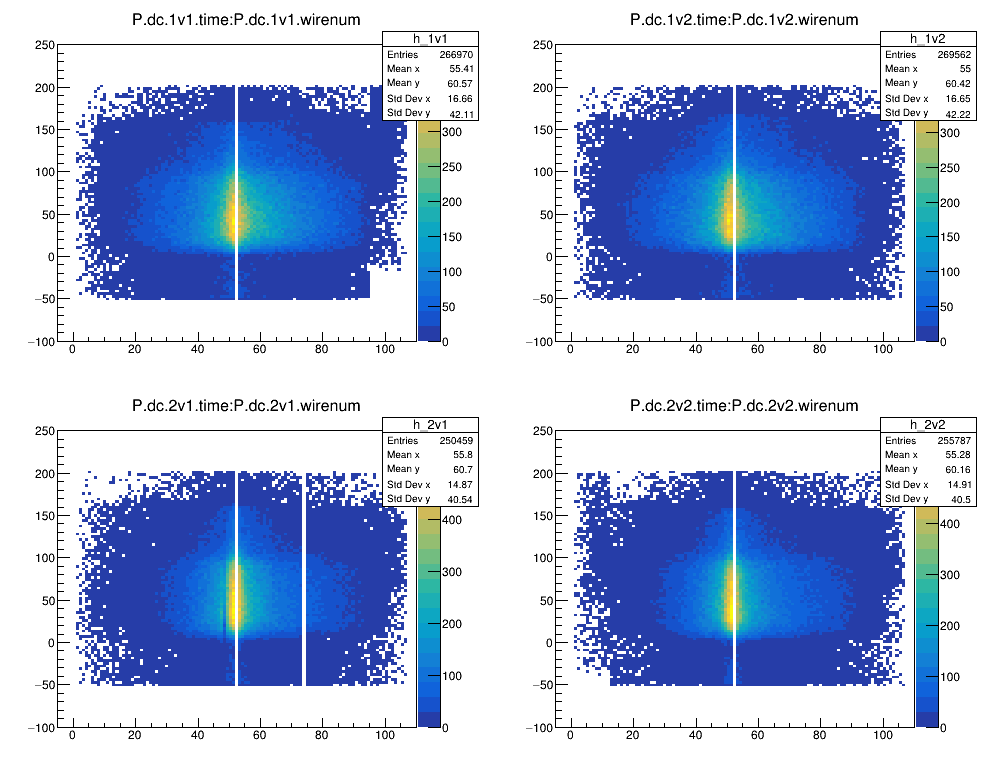 P.dc.1v1.time:P.dc.1v1.wirenum
h_1v1
Entries 266970
Mean x 55.41
Mean y 60.57
Std Dev x 16.66
Std Dev y 42.11
250
200
150
100
50
0
−50
−100
0 20 40 60 80 100
300
250
200
150
100
50
0
P.dc.1v2.time:P.dc.1v2.wirenum
h_1v2
Entries 269562
Mean x 55
Mean y 60.42
Std Dev x 16.65
Std Dev y 42.22
250
200
150
100
50
0
−50
−100
0 20 40 60 80 100
300
250
200
150
100
50
0
P.dc.2v1.time:P.dc.2v1.wirenum
h_2v1
Entries 250459
Mean x 55.8
Mean y 60.7
Std Dev x 14.87
Std Dev y 40.54
250
200
150
100
50
0
−50
−100
0 20 40 60 80 100
400
300
200
100
0
P.dc.2v2.time:P.dc.2v2.wirenum
h_2v2
Entries 255787
Mean x 55.28
Mean y 60.16
Std Dev x 14.91
Std Dev y 40.5
250
200
150
100
50
0
−50
−100
0 20 40 60 80 100
400
300
200
100
0